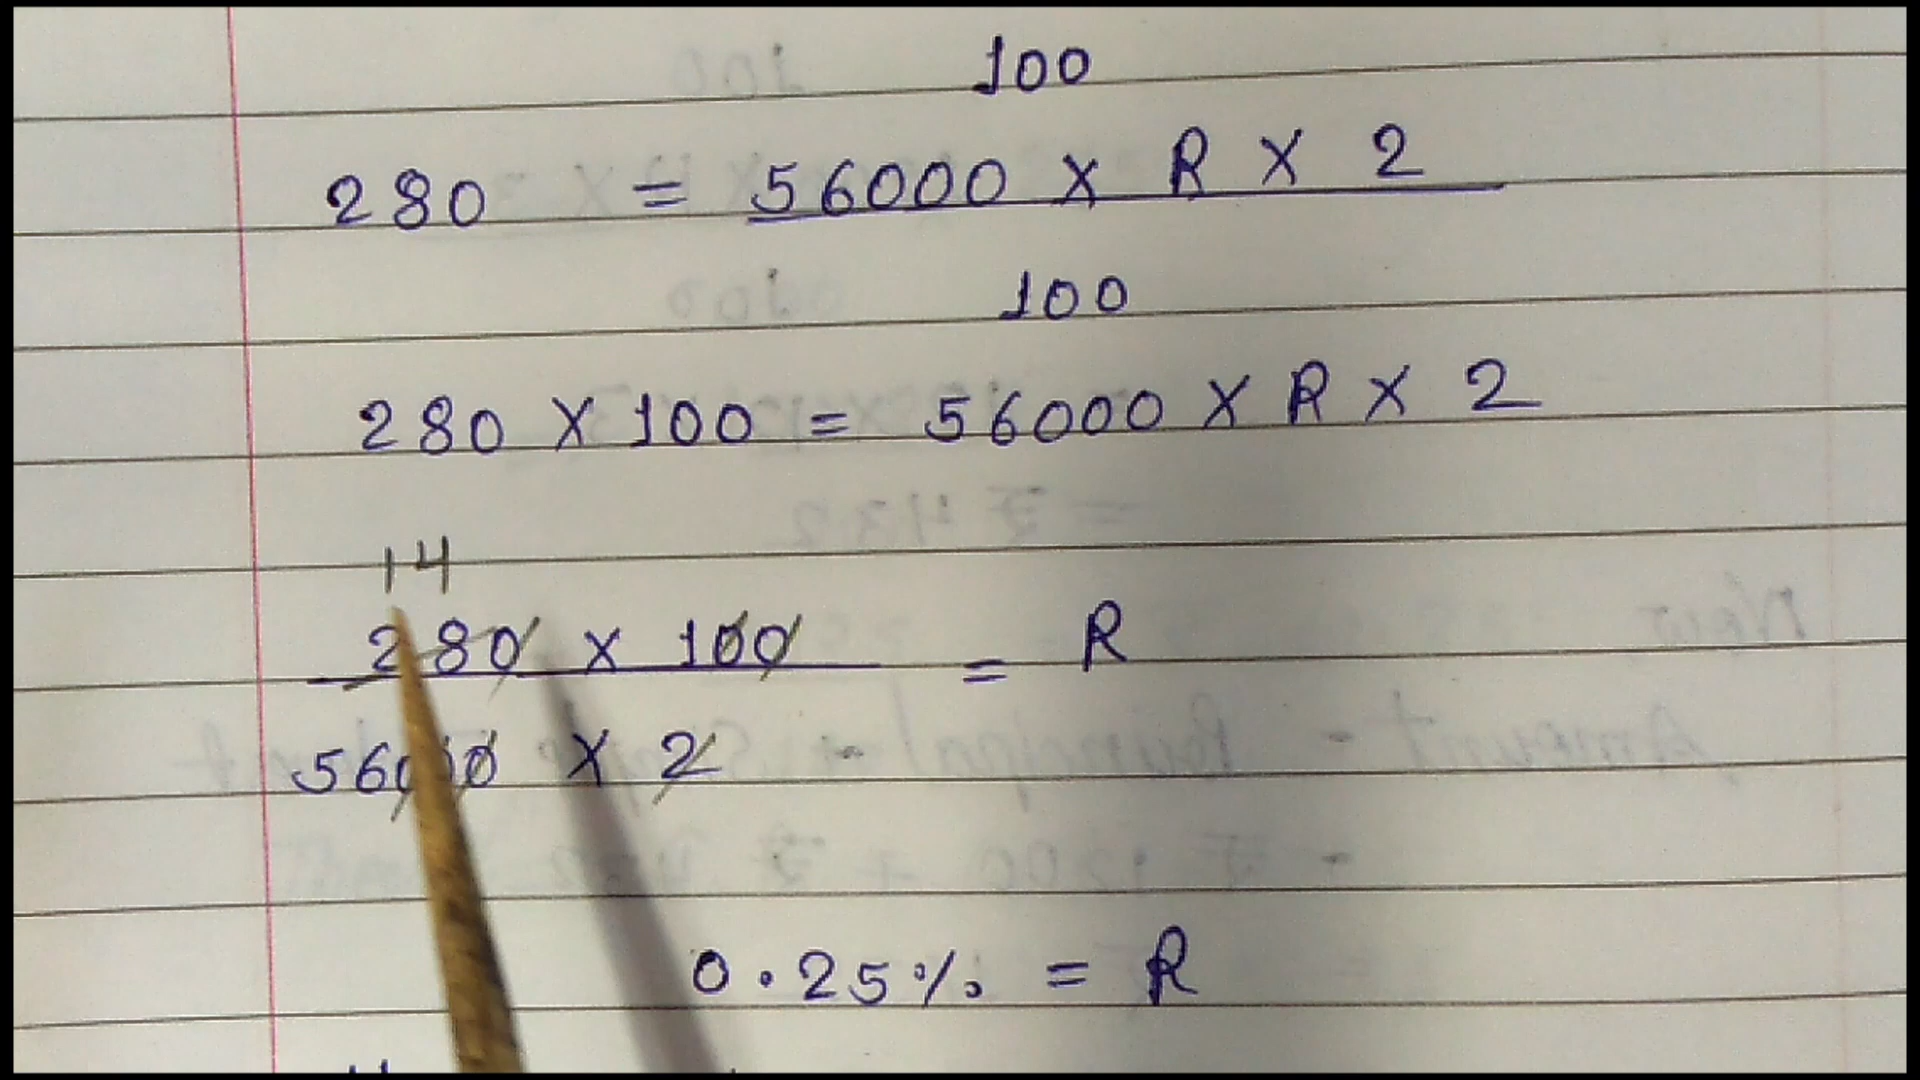 100
280 = 56000 X R X 2
100
280 X 100 = 56000 X R X 2
14
280 X 100 = R
56000 X 2
0.25% = R